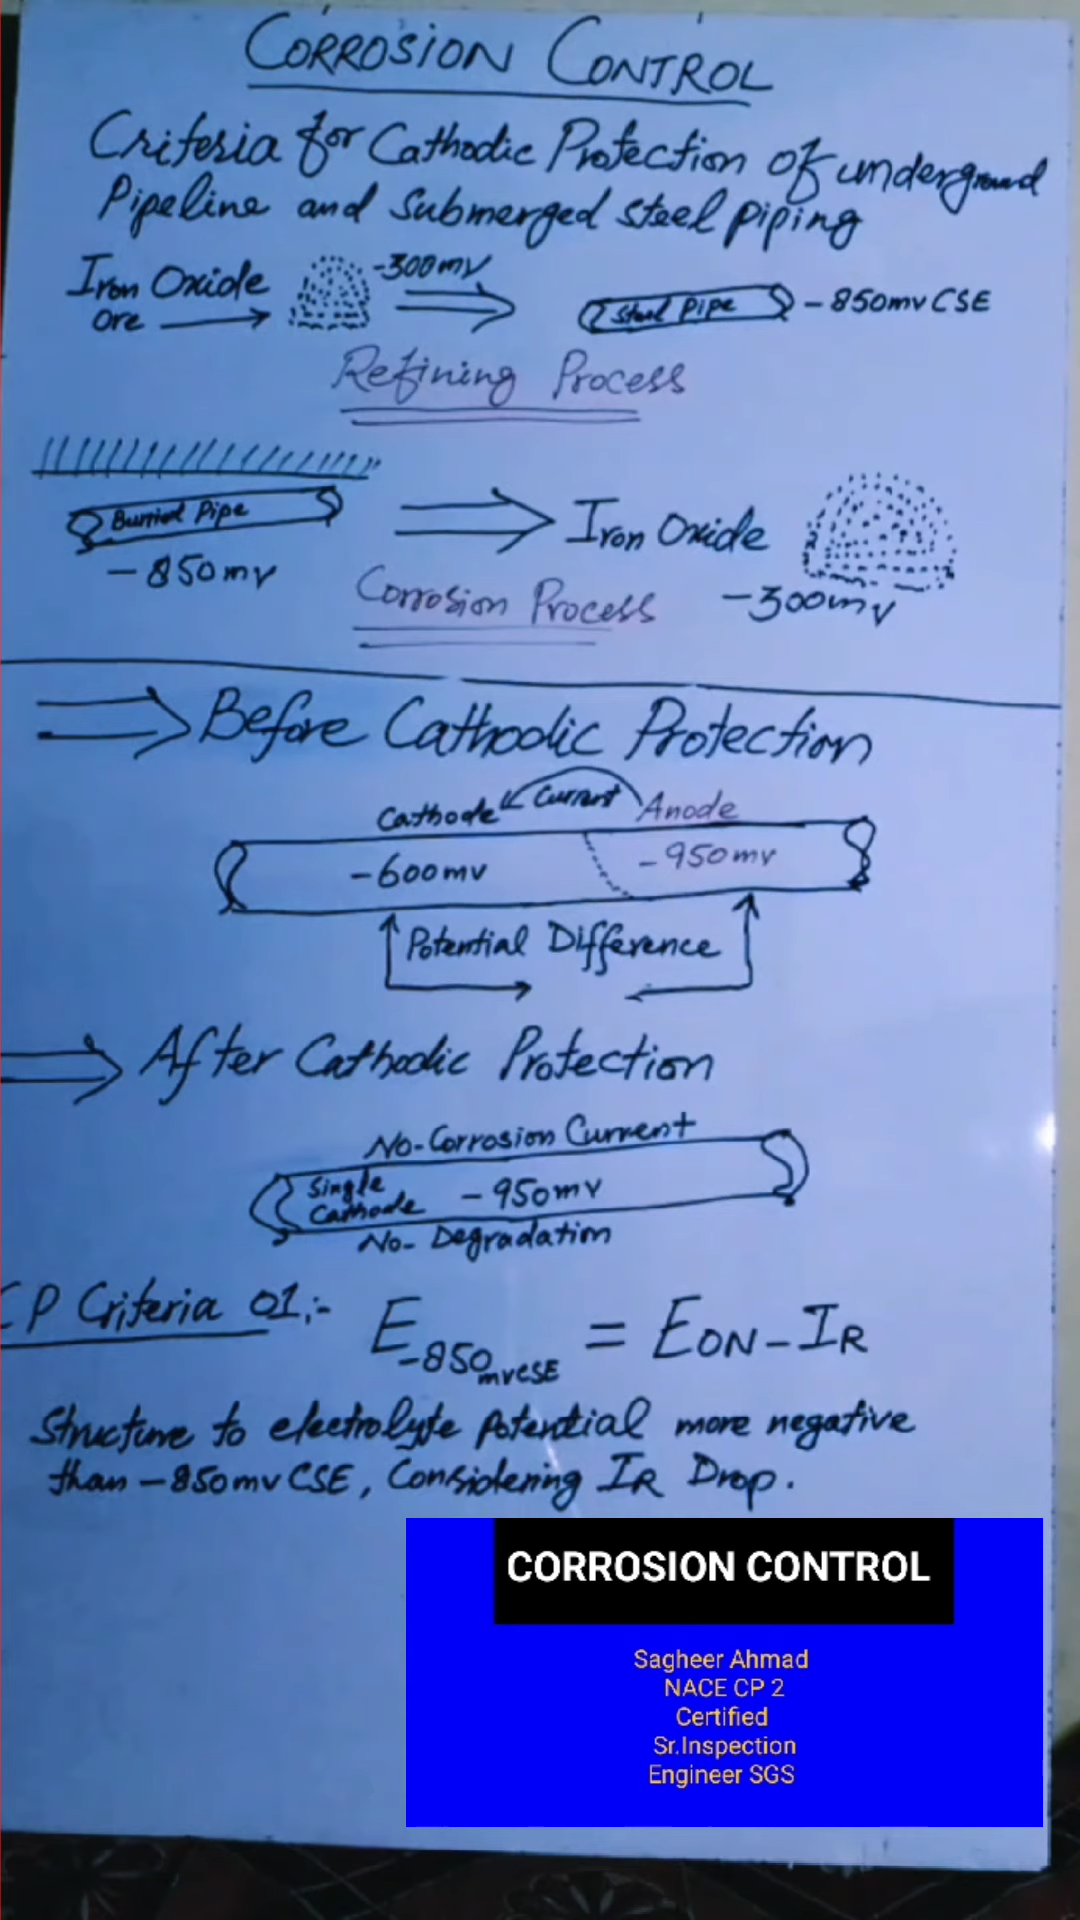 CORROSION CONTROL
Criteria for Cathodic Protection of underground
Pipeline and Submerged steel piping
Iron Oxide
Ore
-300mv
Steel Pipe
-850mv CSE
Refining Process
Burried Pipe
-850mv
Iron Oxide
-300mv
Corrosion Process
Before Cathodic Protection
Cathode
Current
Anode
-600mv
-950mv
Potential Difference
After Cathodic Protection
No-Corrosion Current
Single
Cathode
-950mv
No-Degradation
CP Criteria 01:-
E-850mvCSE = EON-IR
Structure to electrolyte Potential more negative
than -850mv CSE, Considering IR Drop.
CORROSION CONTROL
Sagheer Ahmad
NACE CP 2
Certified
Sr.Inspection
Engineer SGS